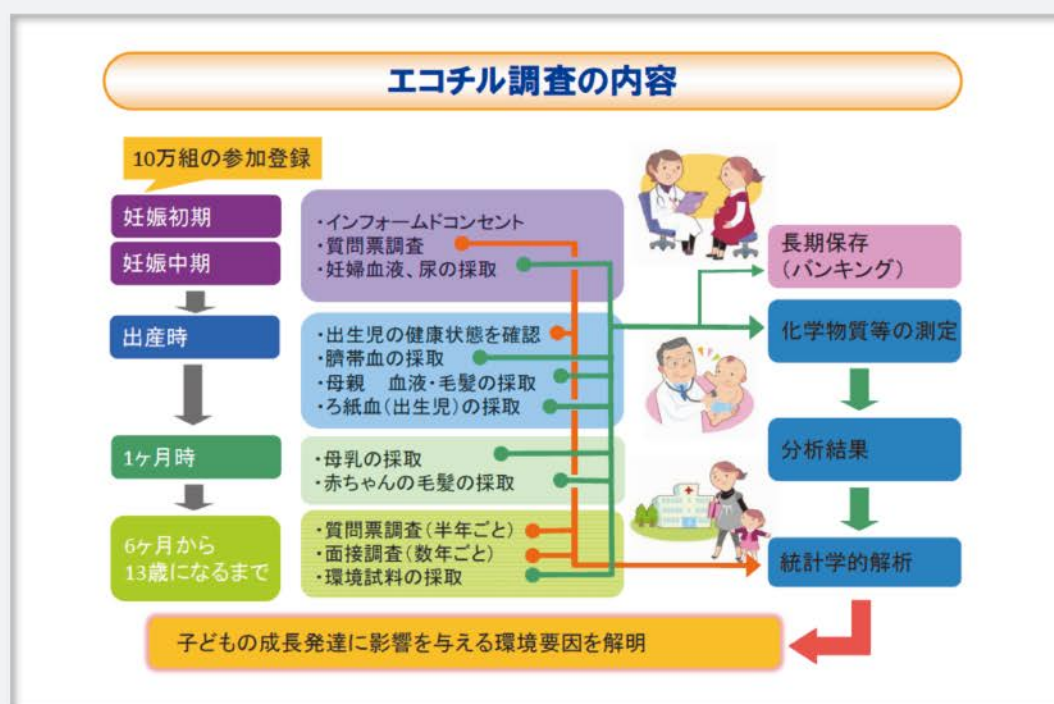 エコチル調査の内容
10万組の参加登録
妊娠初期
妊娠中期
・インフォームドコンセント
・質問票調査
・妊婦血液、尿の採取
長期保存
（バンキング）
出産時
・出生児の健康状態を確認
・臍帯血の採取
・母親　血液・毛髪の採取
・ろ紙血（出生児）の採取
化学物質等の測定
1ヶ月時
・母乳の採取
・赤ちゃんの毛髪の採取
分析結果
6ヶ月から
13歳になるまで
・質問票調査（半年ごと）
・面接調査（数年ごと）
・環境試料の採取
統計学的解析
子どもの成長発達に影響を与える環境要因を解明